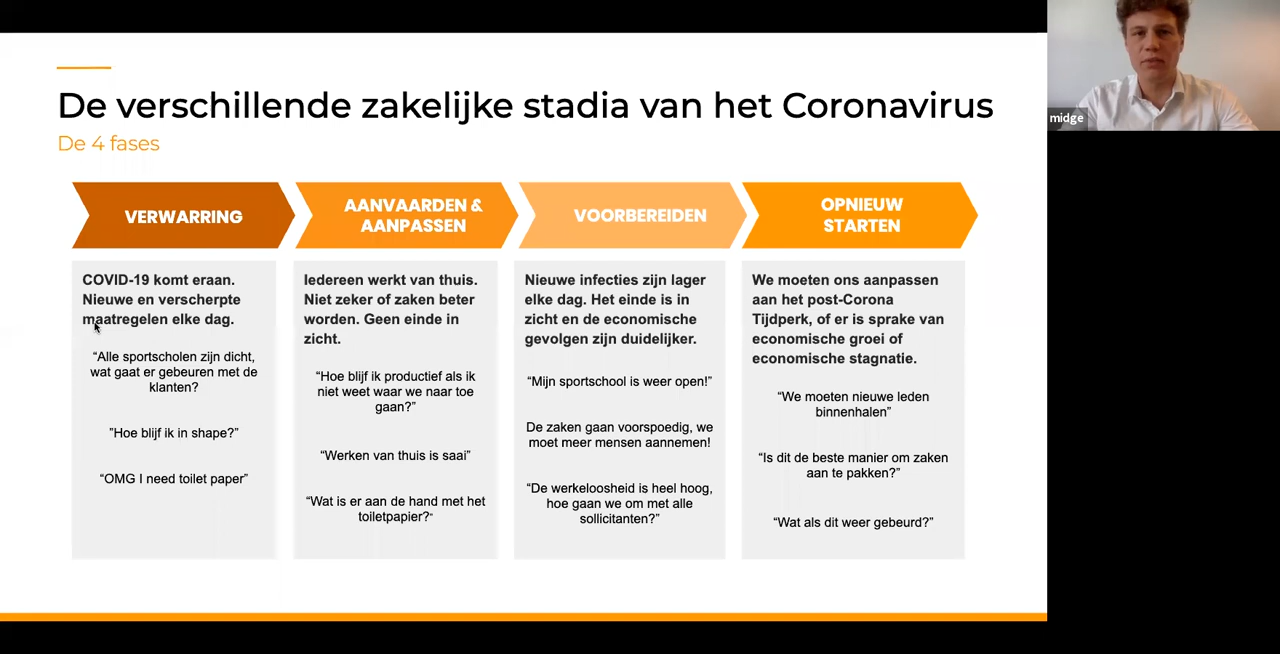 De verschillende zakelijke stadia van het Coronavirus
De 4 fases
midge
VERWARRING
AANVAARDEN &
AANPASSEN
VOORBEREIDEN
OPNIEUW
STARTEN
COVID-19 komt eraan.
Nieuwe en verscherpte
maatregelen elke dag.
“Alle sportscholen zijn dicht,
wat gaat er gebeuren met de
klanten?
”Hoe blijf ik in shape?”
“OMG I need toilet paper”
Iedereen werkt van thuis.
Niet zeker of zaken beter
worden. Geen einde in
zicht.
“Hoe blijf ik productief als ik
niet weet waar we naar toe
gaan?”
“Werken van thuis is saai”
“Wat is er aan de hand met het
toiletpapier?“
Nieuwe infecties zijn lager
elke dag. Het einde is in
zicht en de economische
gevolgen zijn duidelijker.
“Mijn sportschool is weer open!”
De zaken gaan voorspoedig, we
moet meer mensen aannemen!
“De werkeloosheid is heel hoog,
hoe gaan we om met alle
sollicitanten?”
We moeten ons aanpassen
aan het post-Corona
Tijdperk, of er is sprake van
economische groei of
economische stagnatie.
“We moeten nieuwe leden
binnenhalen”
“Is dit de beste manier om zaken
aan te pakken?”
“Wat als dit weer gebeurd?”